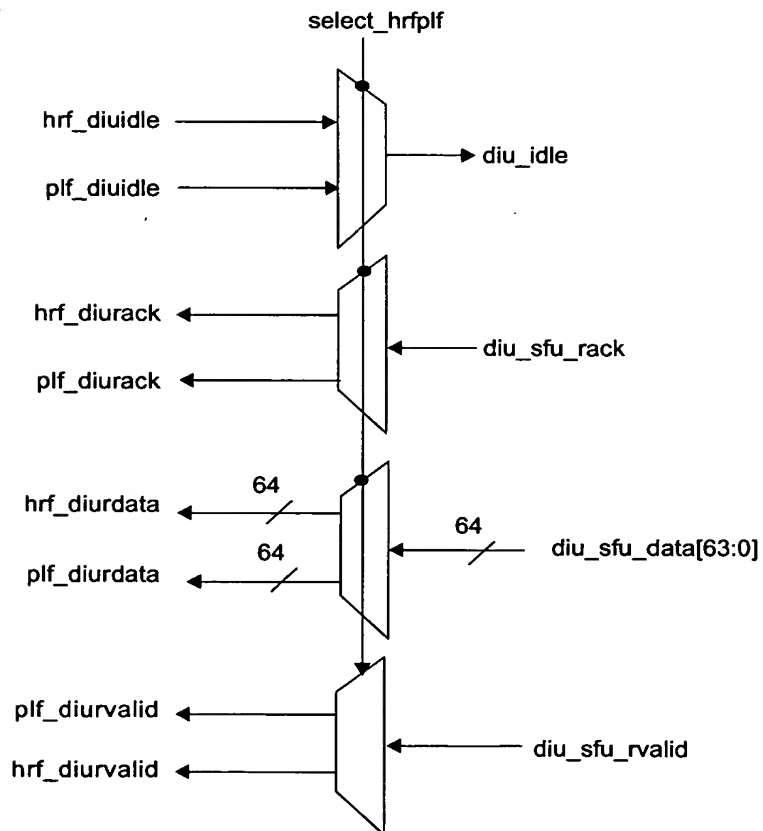 select_hrfplf
hrf_diuidle
diu_idle
plf_diuidle
hrf_diurack
diu_sfu_rack
plf_diurack
64
hrf_diurdata
64
diu_sfu_data[63:0]
64
plf_diurdata
plf_diurvalid
diu_sfu_rvalid
hrf_diurvalid